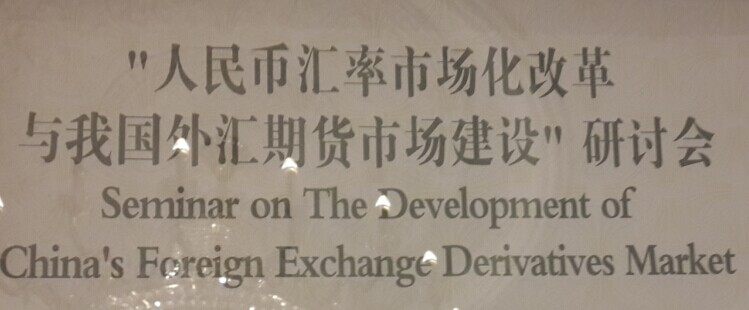 "人民币汇率市场化改革
与我国外汇期货市场建设" 研讨会
Seminar on The Development of
China's Foreign Exchange Derivatives Market